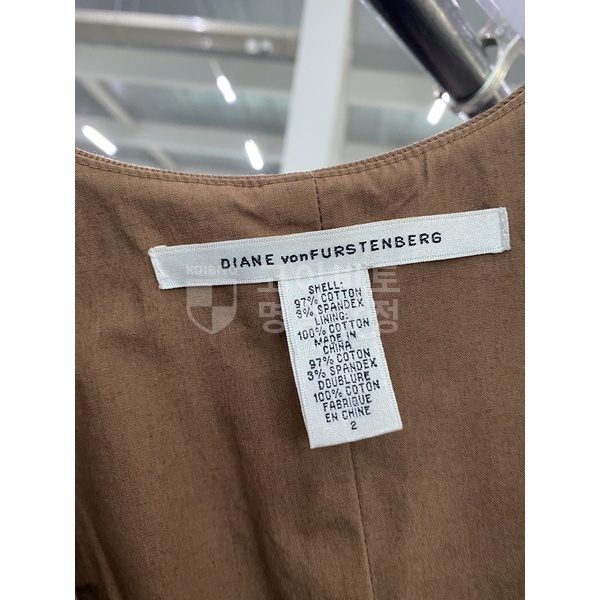 DIANE vonFURSTENBERG
SHELL:
97% COTTON
3% SPANDEX
LINING:
100% COTTON
MADE IN
CHINA
97% COTON
3% SPANDEX
DOUBLURE
100% COTON
FABRIQUE
EN CHINE
2